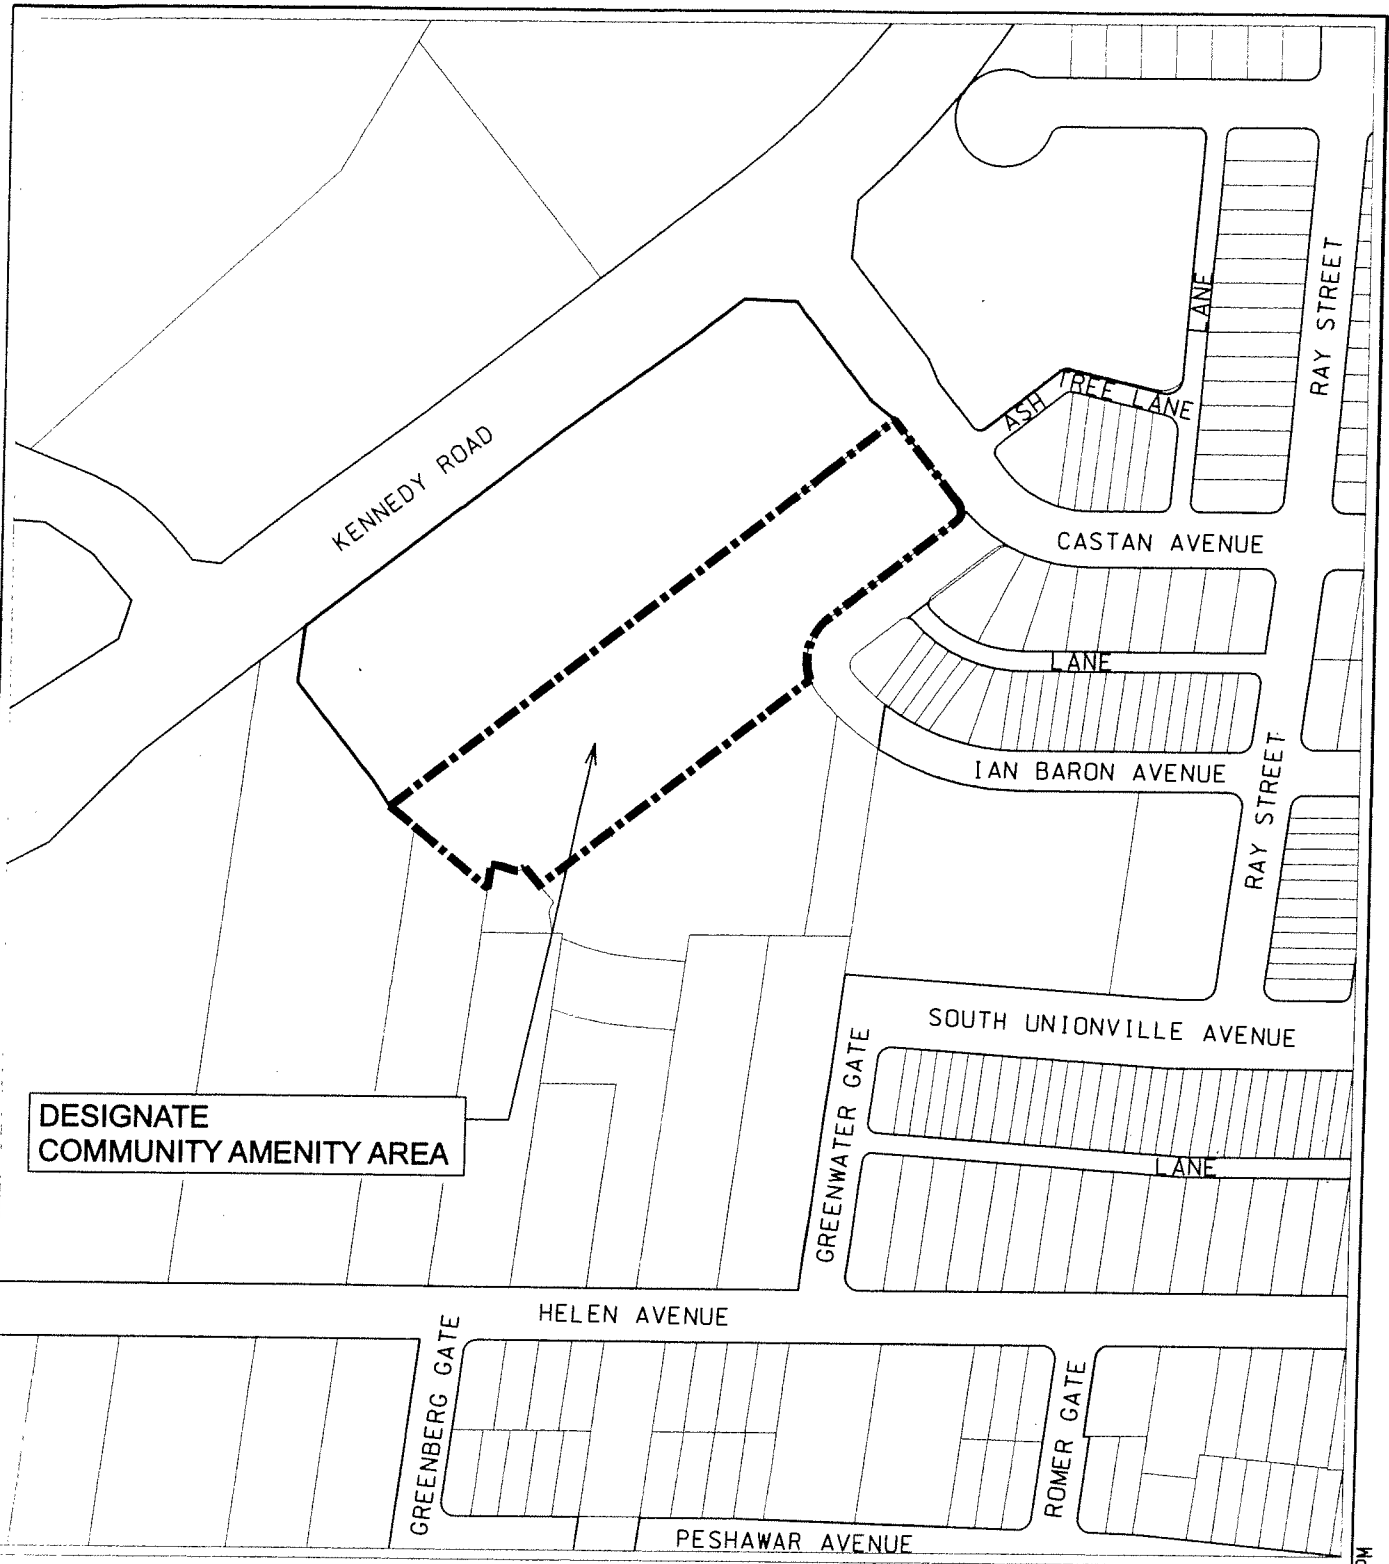 LANE
RAY STREET
ASH TREE LANE
KENNEDY ROAD
CASTAN AVENUE
LANE
IAN BARON AVENUE
RAY STREET
SOUTH UNIONVILLE AVENUE
GREENWATER GATE
DESIGNATE
COMMUNITY AMENITY AREA
LANE
HELEN AVENUE
GREENBERG GATE
ROMER GATE
PESHAWAR AVENUE
PM